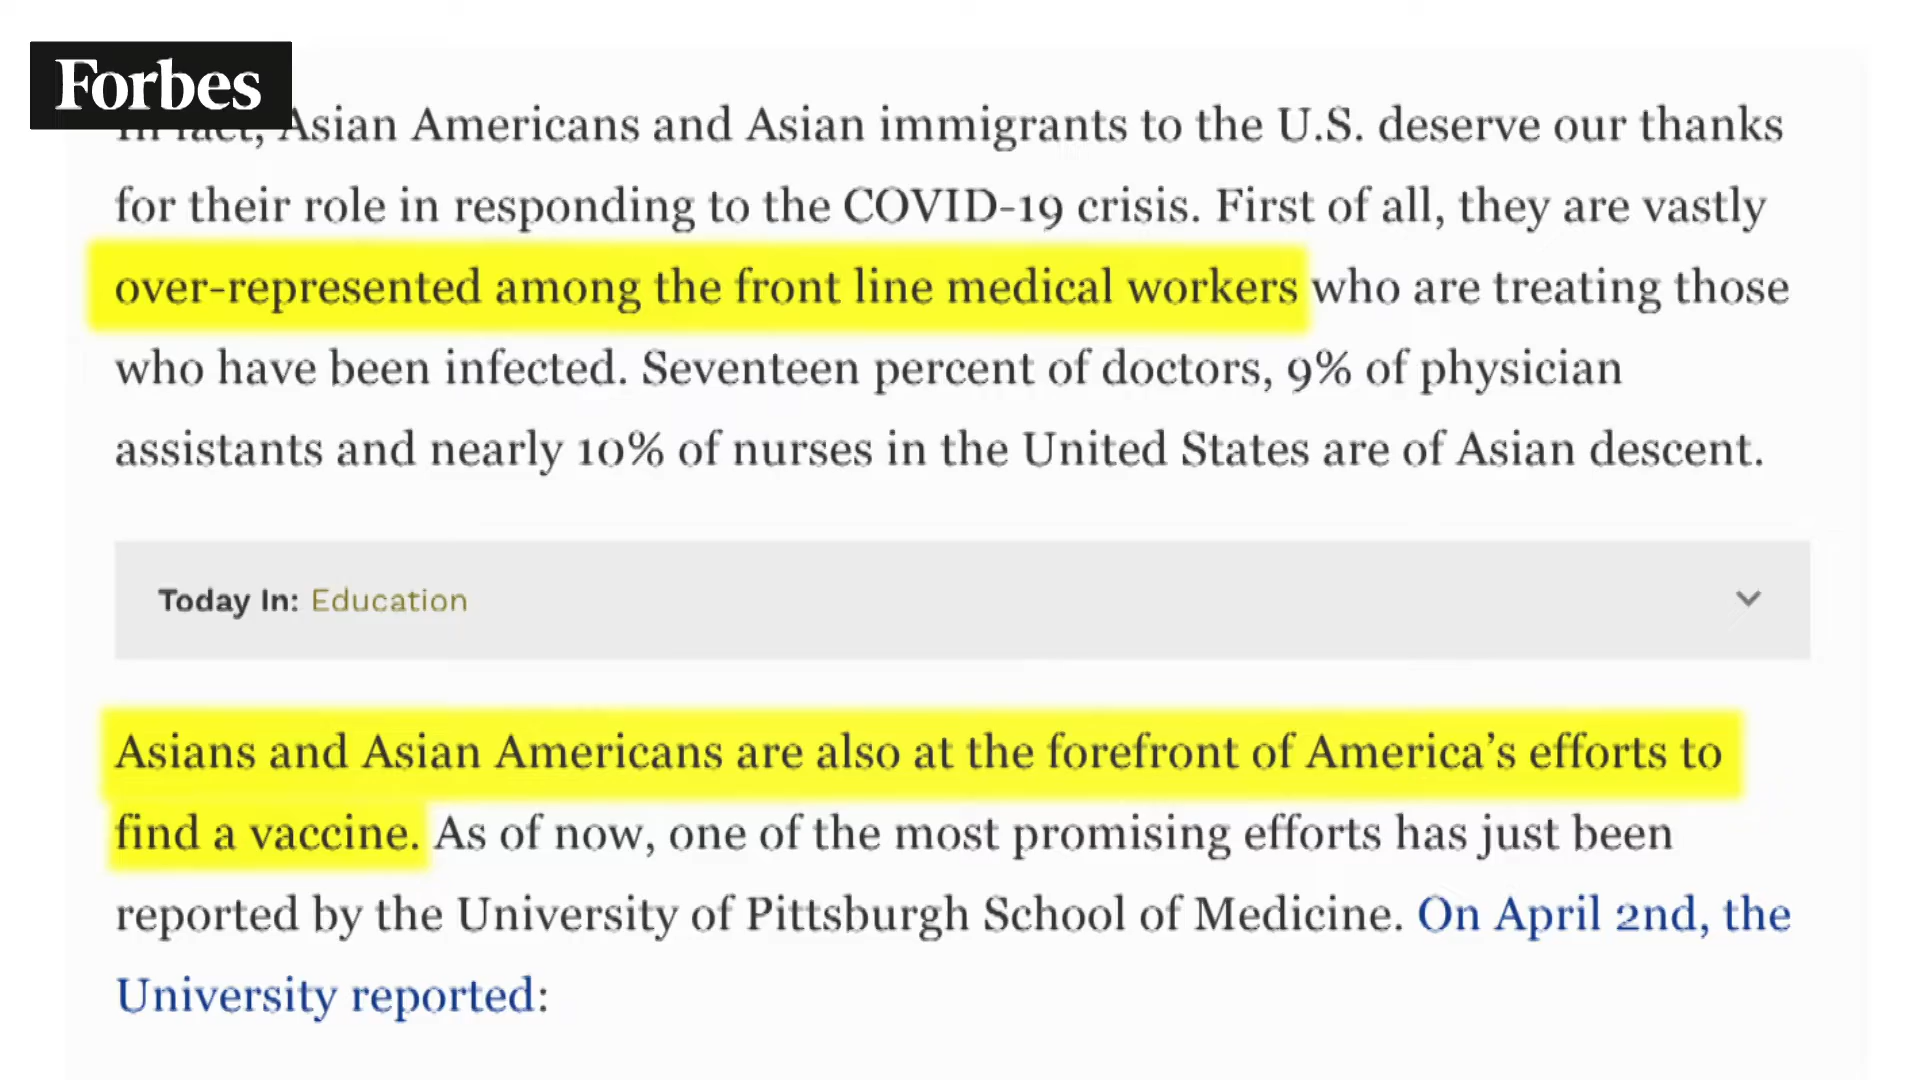 Forbes
In fact, Asian Americans and Asian immigrants to the U.S. deserve our thanks
for their role in responding to the COVID-19 crisis. First of all, they are vastly
over-represented among the front line medical workers who are treating those
who have been infected. Seventeen percent of doctors, 9% of physician
assistants and nearly 10% of nurses in the United States are of Asian descent.
Today In: Education
Asians and Asian Americans are also at the forefront of America’s efforts to
find a vaccine. As of now, one of the most promising efforts has just been
reported by the University of Pittsburgh School of Medicine. On April 2nd, the
University reported: